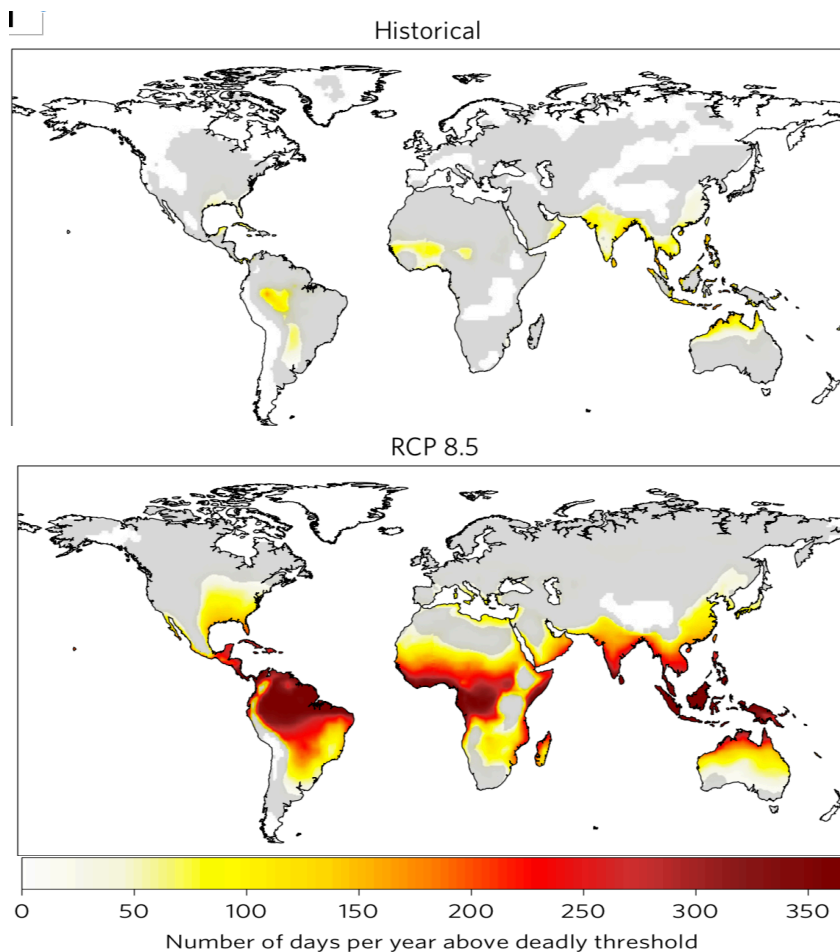 Historical
RCP 8.5
0 50 100 150 200 250 300 350
Number of days per year above deadly threshold